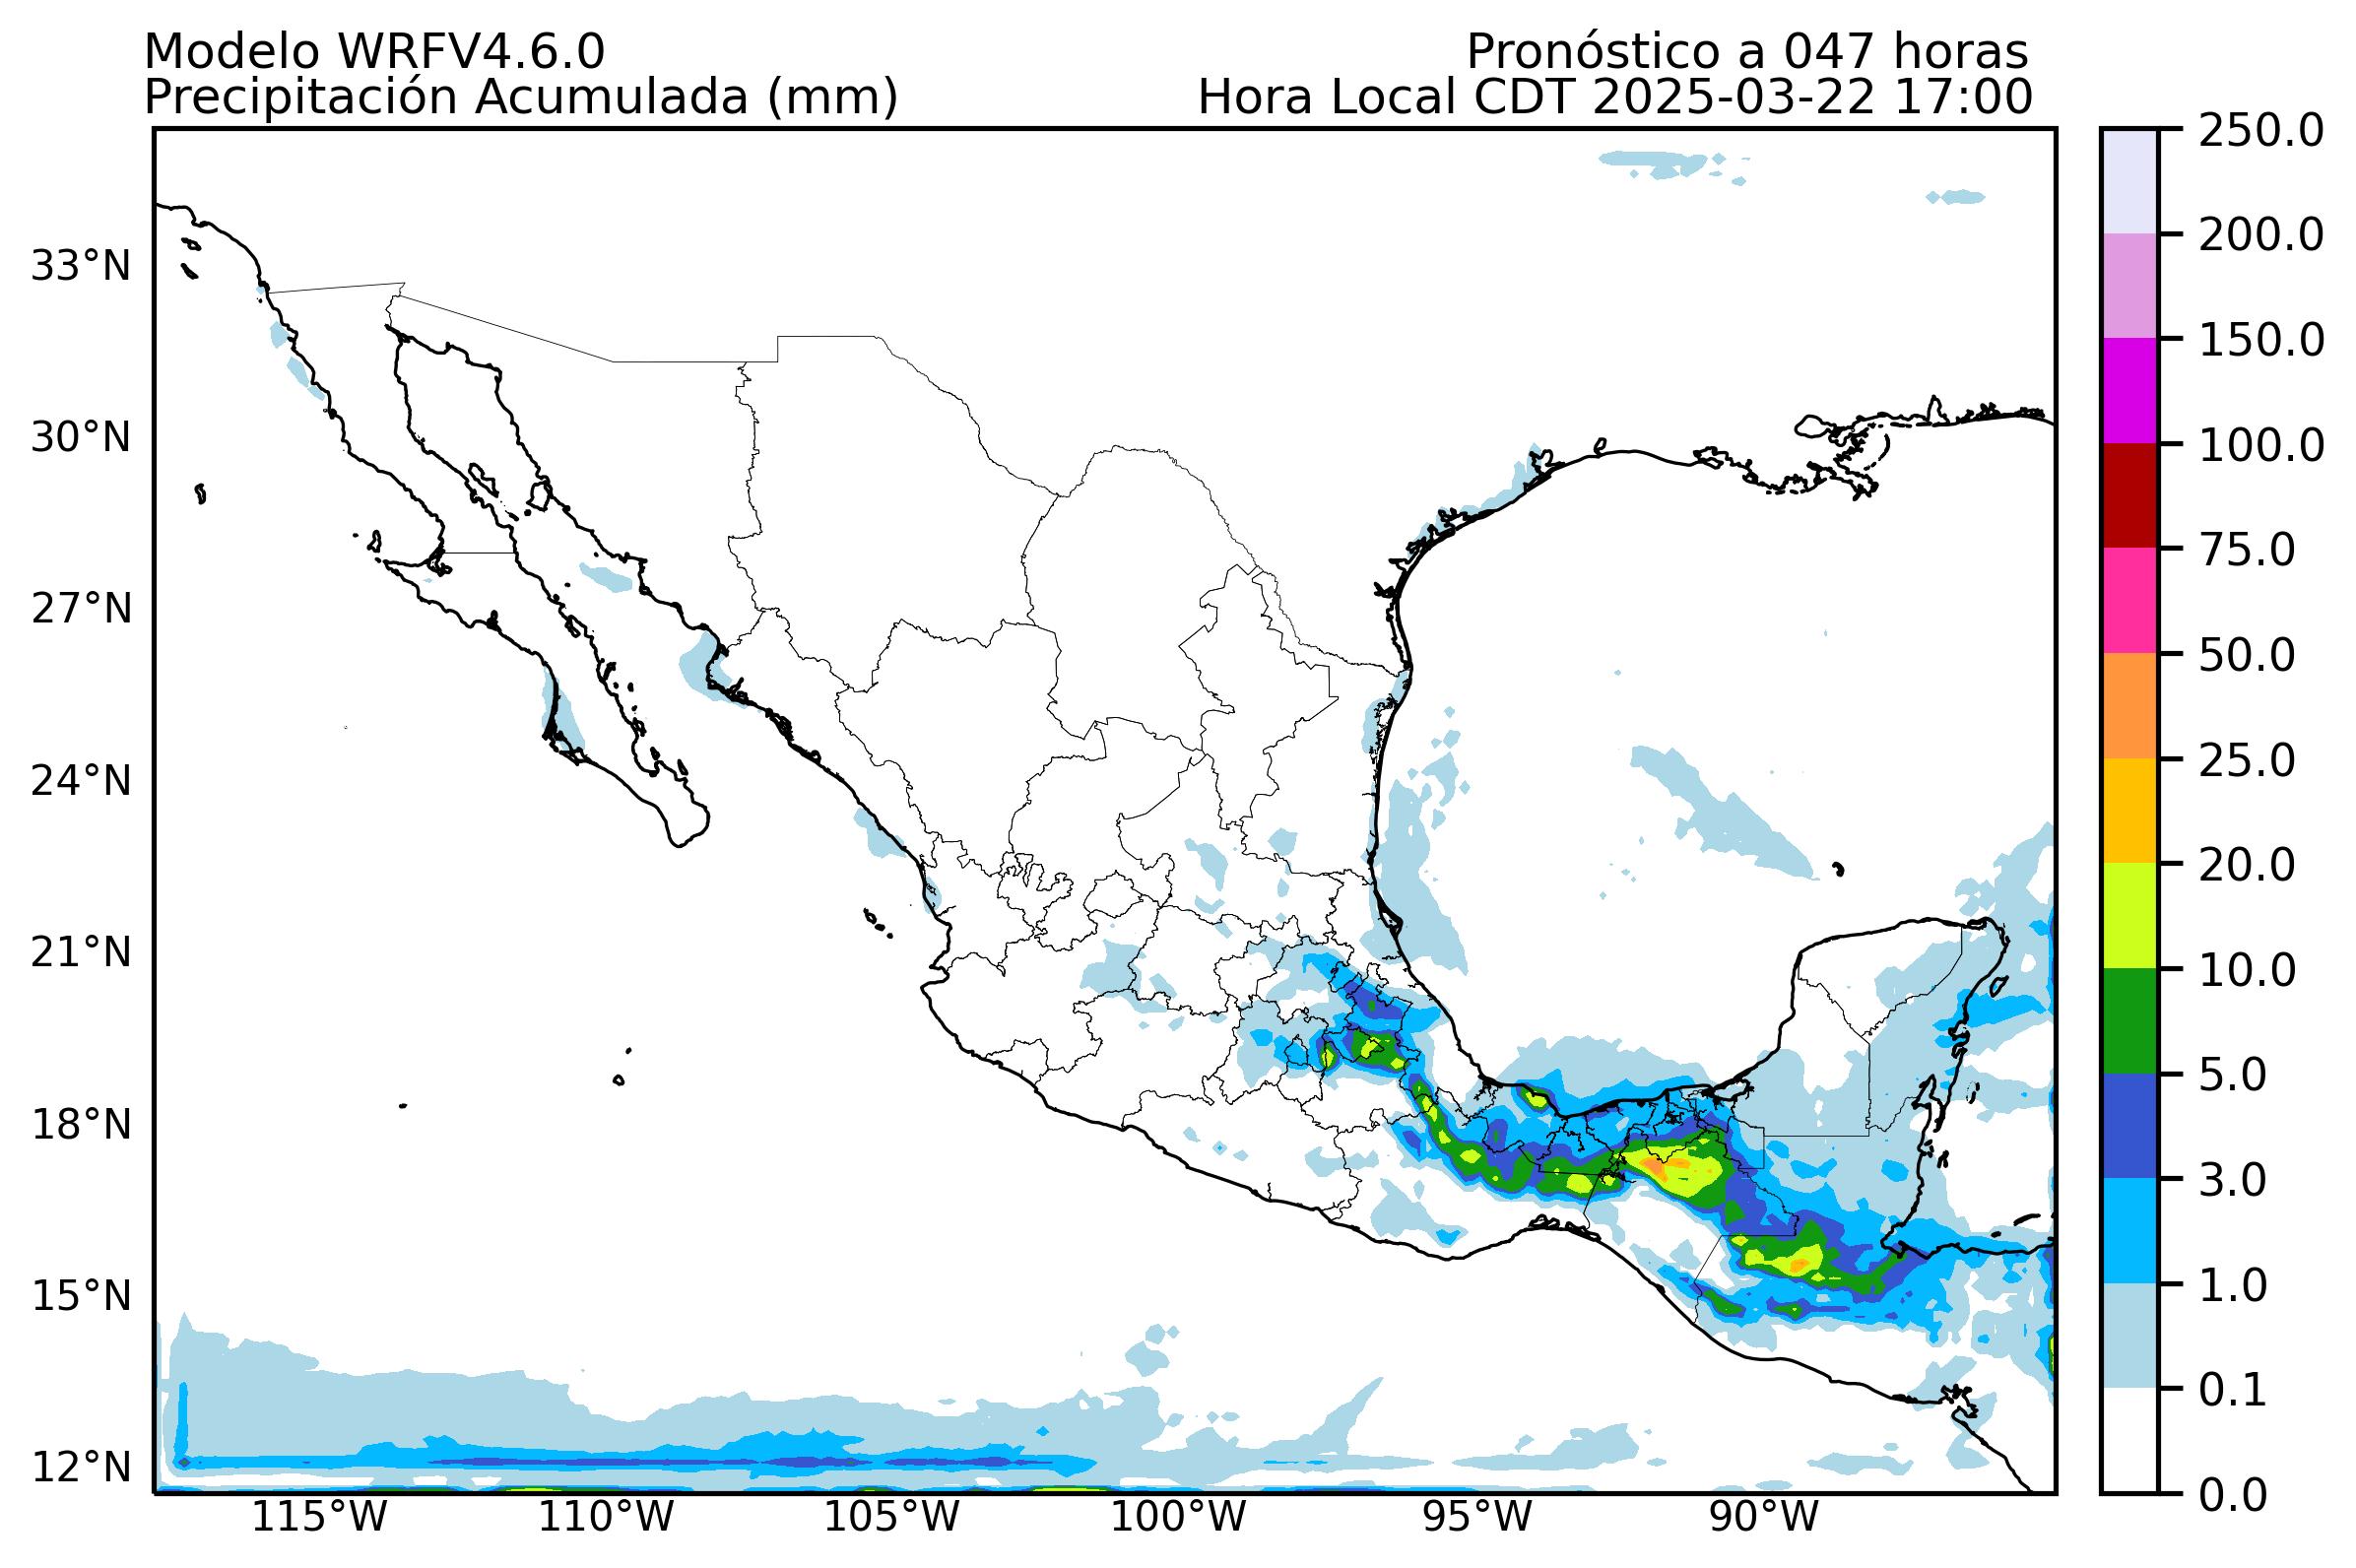 Modelo WRFV4.6.0
Pronóstico a 047 horas
Precipitación Acumulada (mm)
Hora Local CDT 2025-03-22 17:00
33°N
30°N
27°N
24°N
21°N
18°N
15°N
12°N
115°W
110°W
105°W
100°W
95°W
90°W
250.0
200.0
150.0
100.0
75.0
50.0
25.0
20.0
10.0
5.0
3.0
1.0
0.1
0.0